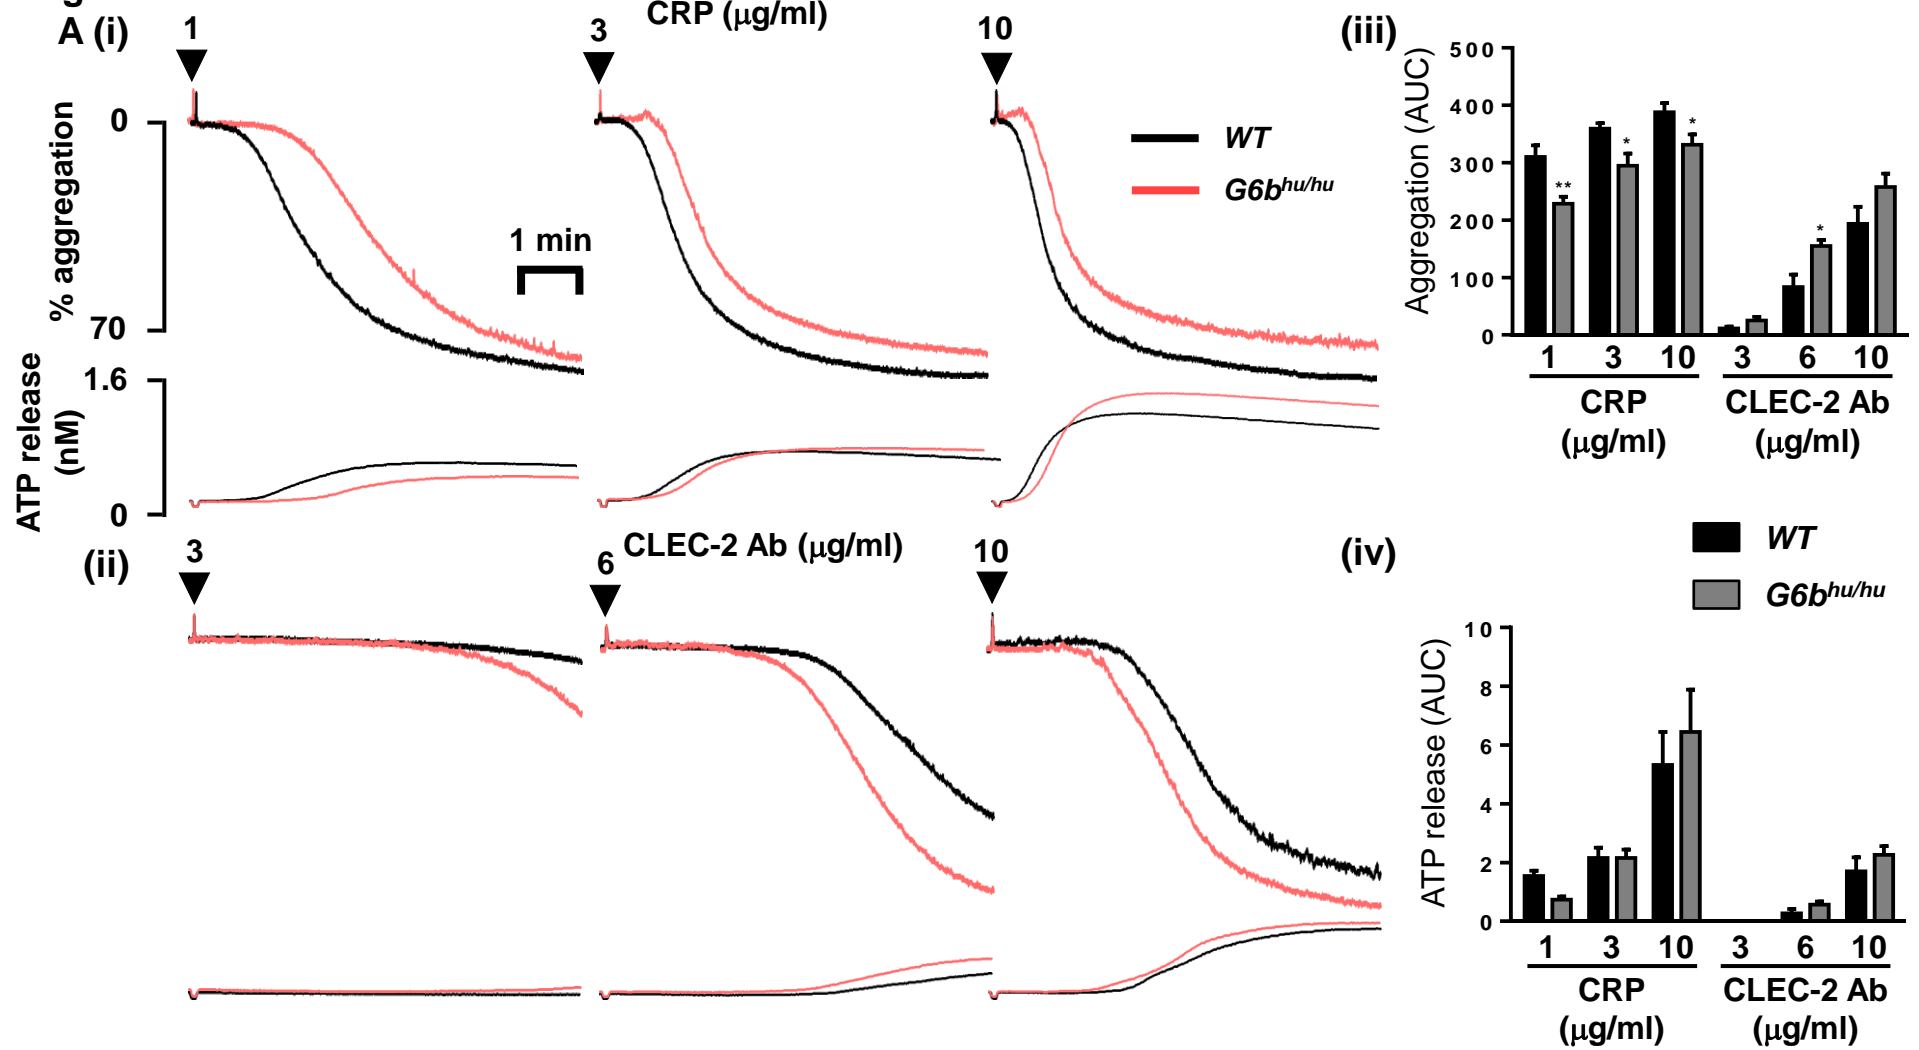 A (i)
CRP (μg/ml)
1
3
10
% aggregation
0
70
WT
G6b^hu/hu
1 min
ATP release
(nM)
1.6
0
(ii)
CLEC-2 Ab (μg/ml)
3
6
10
(iii)
Aggregation (AUC)
500
400
300
200
100
0
**
*
*
*
1 3 10 3 6 10
CRP
(μg/ml)
CLEC-2 Ab
(μg/ml)
(iv)
WT
G6b^hu/hu
ATP release (AUC)
10
8
6
4
2
0
1 3 10 3 6 10
CRP
(μg/ml)
CLEC-2 Ab
(μg/ml)